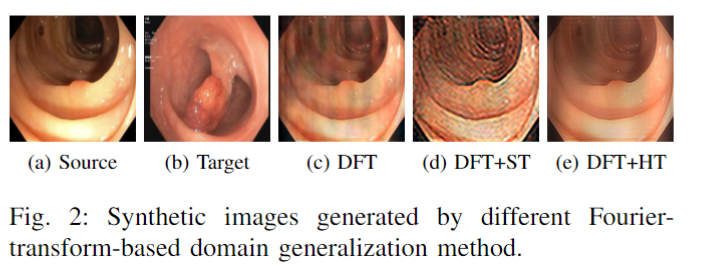 (a) Source (b) Target (c) DFT (d) DFT+ST (e) DFT+HT
Fig. 2: Synthetic images generated by different Fourier-
transform-based domain generalization method.